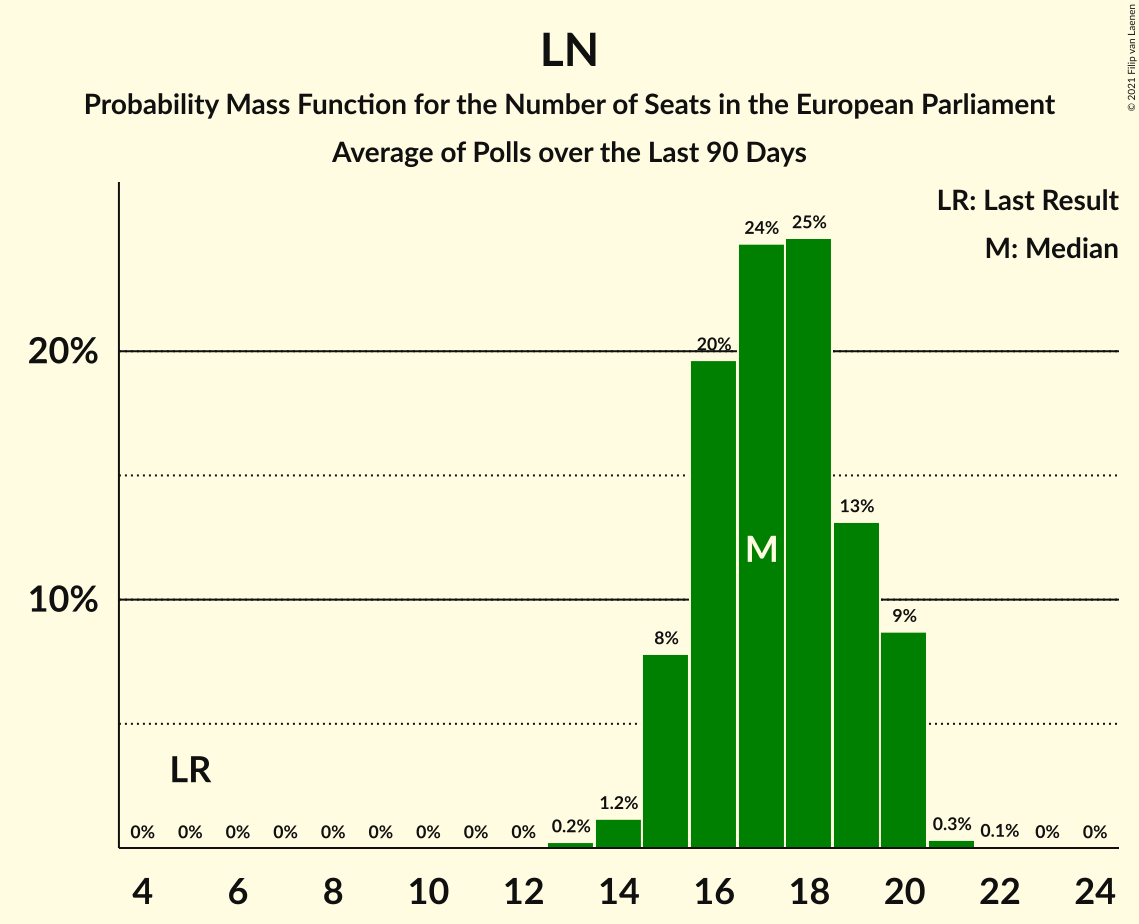 LN
Probability Mass Function for the Number of Seats in the European Parliament
Average of Polls over the Last 90 Days
© 2021 Filip van Laenen
LR: Last Result
M: Median
20%
10%
0% 0% 0% 0% 0% 0% 0% 0% 0% 0.2% 1.2% 8% 20% 24% 25% 13% 9% 0.3% 0.1% 0% 0%
LR
M
4 6 8 10 12 14 16 18 20 22 24